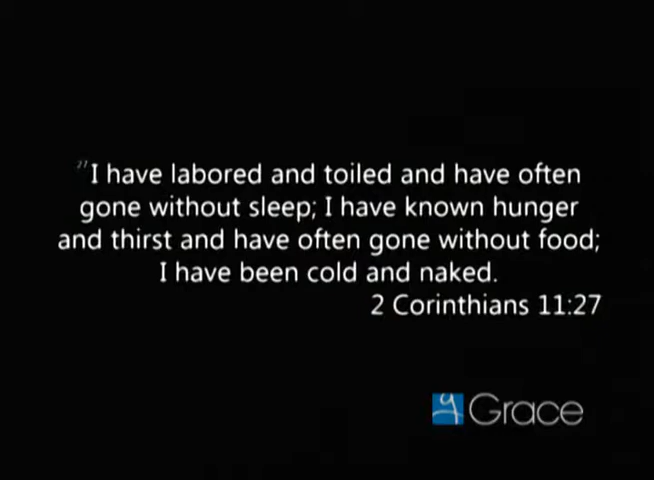 ²⁷I have labored and toiled and have often
gone without sleep; I have known hunger
and thirst and have often gone without food;
I have been cold and naked.
2 Corinthians 11:27
Grace